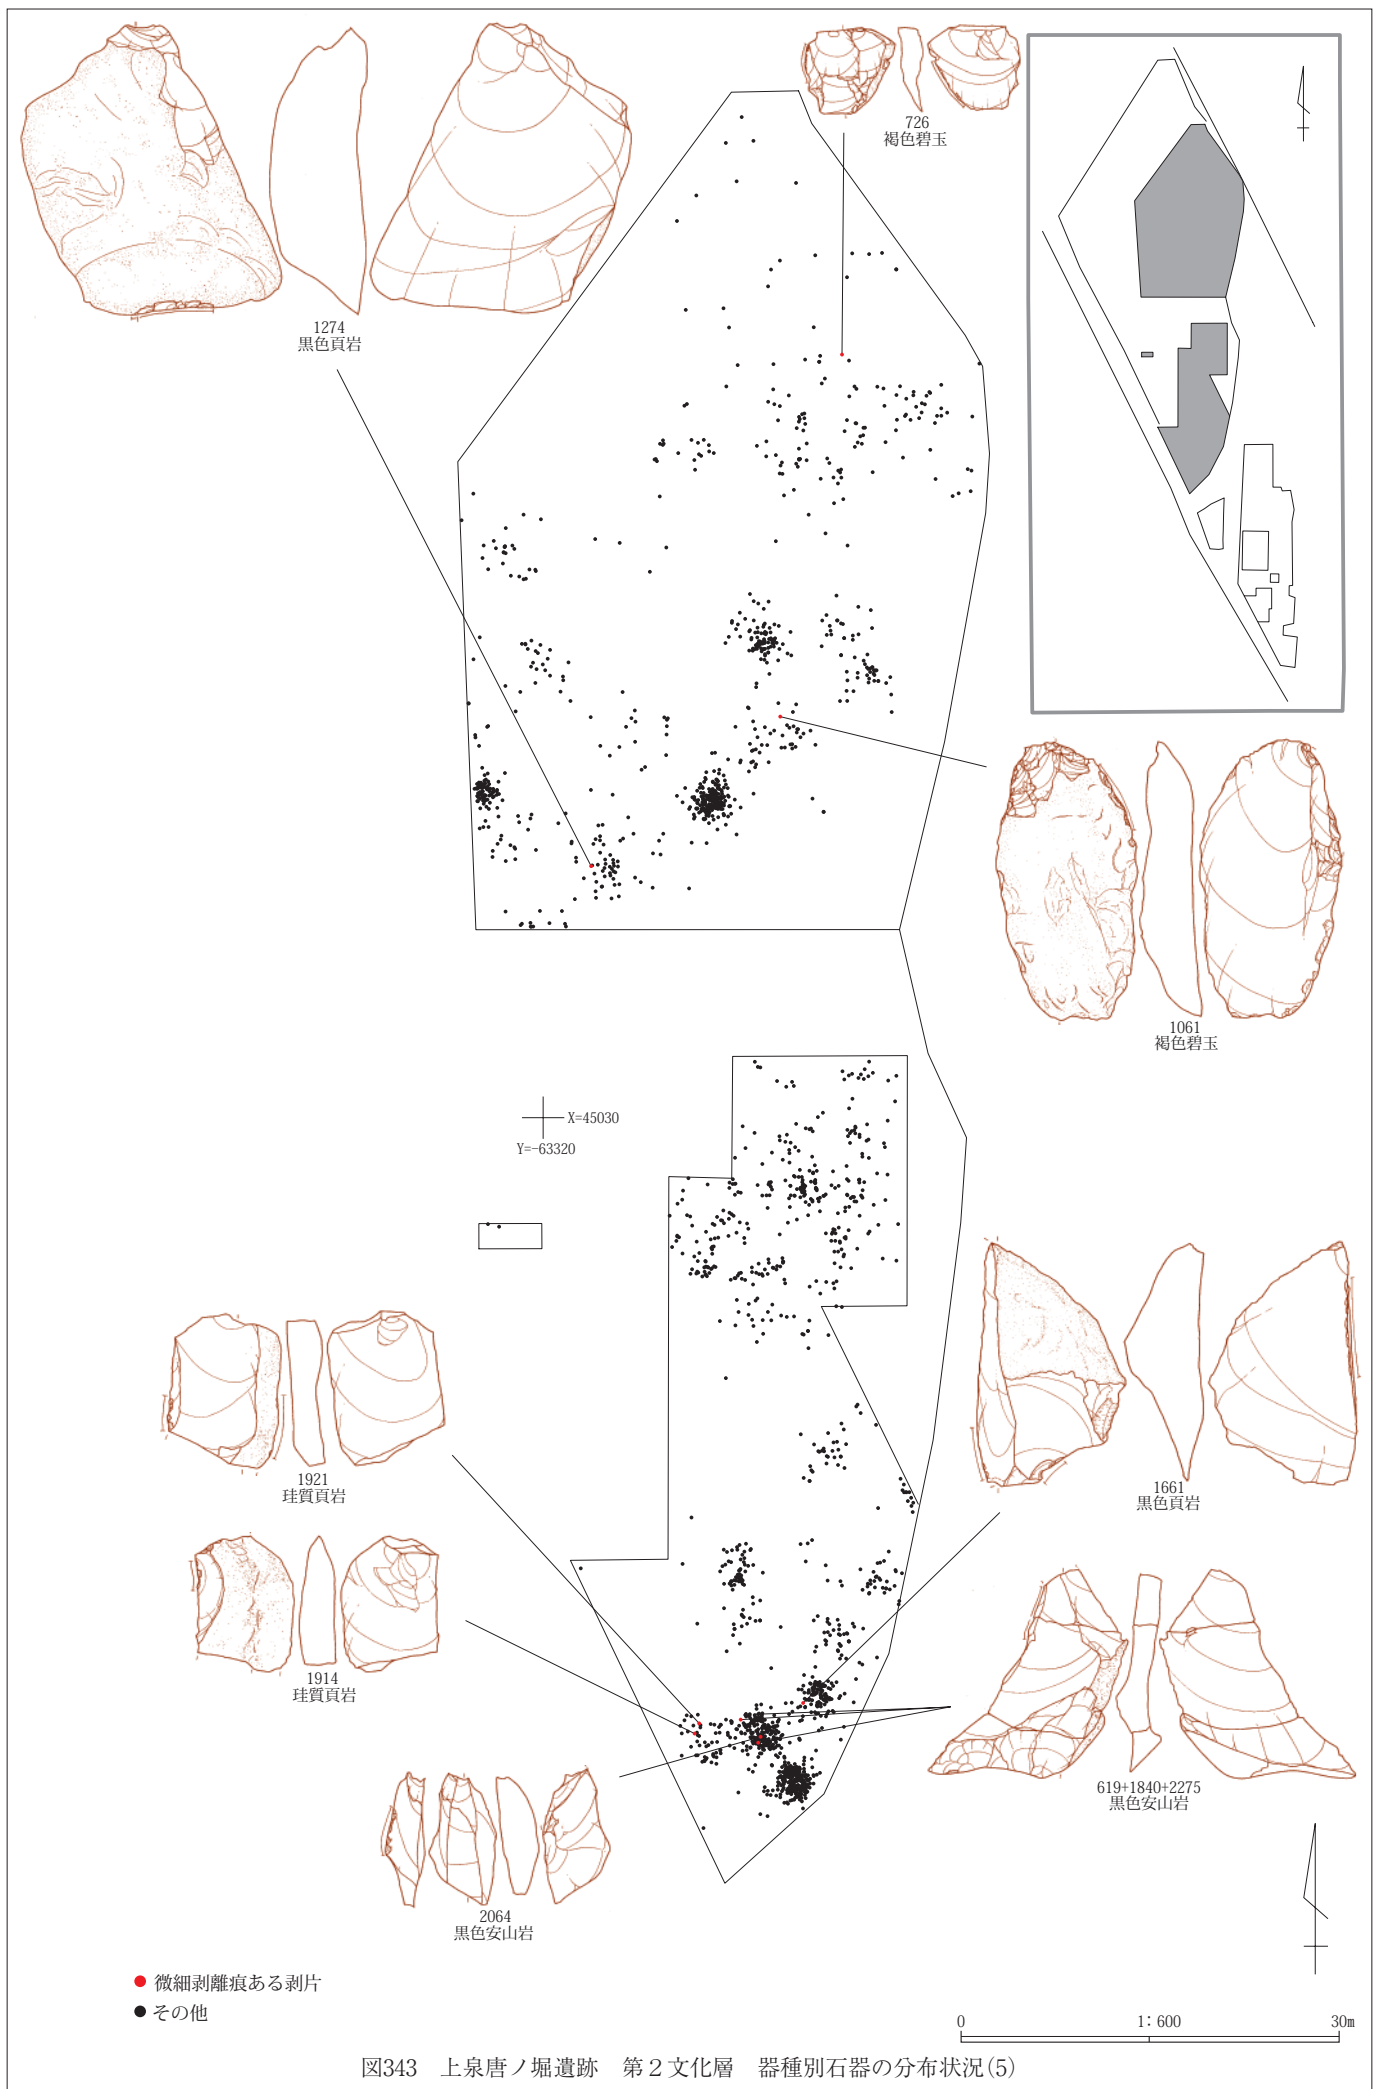 726
褐色碧玉
1274
黒色頁岩
1061
褐色碧玉
X=45030
Y=-63320
1921
珪質頁岩
1661
黒色頁岩
1914
珪質頁岩
619+1840+2275
黒色安山岩
2064
黒色安山岩
微細剥離痕ある剥片
その他
0 1:600 30m
図343 上泉唐ノ堀遺跡 第2文化層 器種別石器の分布状況(5)